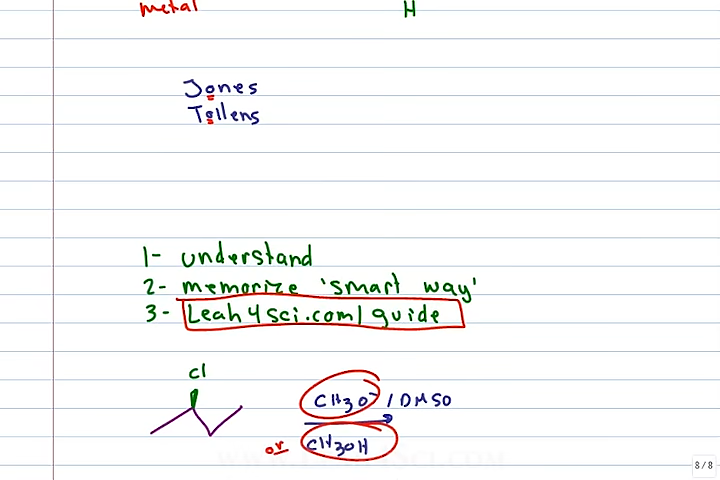 metal
H
Jones
Tollens
1- understand
2- memorize 'smart way'
3- Leah4sci.com/guide
Cl
CH3O⁻ / DMSO
or CH3OH
8/8